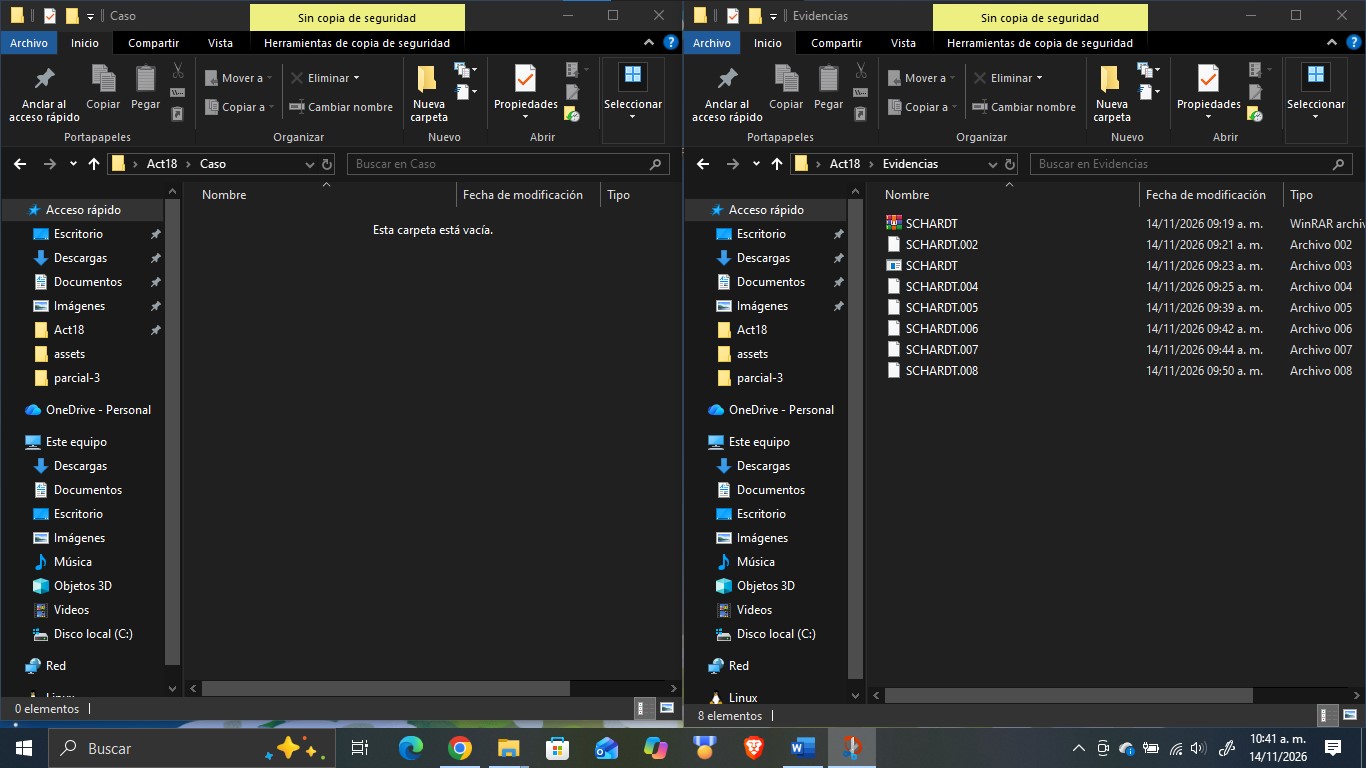 Caso
Sin copia de seguridad
Archivo Inicio Compartir Vista Herramientas de copia de seguridad
Anclar al acceso rápido
Copiar
Pegar
Mover a
Copiar a
Eliminar
Cambiar nombre
Nueva carpeta
Propiedades
Seleccionar
Portapapeles Organizar Nuevo Abrir
Act18 Caso
Buscar en Caso
Nombre Fecha de modificación Tipo
Esta carpeta está vacía.
Acceso rápido
Escritorio
Descargas
Documentos
Imágenes
Act18
assets
parcial-3
OneDrive - Personal
Este equipo
Descargas
Documentos
Escritorio
Imágenes
Música
Objetos 3D
Videos
Disco local (C:)
Red
Linux
0 elementos
Evidencias
Sin copia de seguridad
Archivo Inicio Compartir Vista Herramientas de copia de seguridad
Anclar al acceso rápido
Copiar
Pegar
Mover a
Copiar a
Eliminar
Cambiar nombre
Nueva carpeta
Propiedades
Seleccionar
Portapapeles Organizar Nuevo Abrir
Act18 Evidencias
Buscar en Evidencias
Nombre Fecha de modificación Tipo
SCHARDT 14/11/2026 09:19 a. m. WinRAR archiv
SCHARDT.002 14/11/2026 09:21 a. m. Archivo 002
SCHARDT 14/11/2026 09:23 a. m. Archivo 003
SCHARDT.004 14/11/2026 09:25 a. m. Archivo 004
SCHARDT.005 14/11/2026 09:39 a. m. Archivo 005
SCHARDT.006 14/11/2026 09:42 a. m. Archivo 006
SCHARDT.007 14/11/2026 09:44 a. m. Archivo 007
SCHARDT.008 14/11/2026 09:50 a. m. Archivo 008
Acceso rápido
Escritorio
Descargas
Documentos
Imágenes
Act18
assets
parcial-3
OneDrive - Personal
Este equipo
Descargas
Documentos
Escritorio
Imágenes
Música
Objetos 3D
Videos
Disco local (C:)
Red
Linux
8 elementos
Buscar
10:41 a. m.
14/11/2026